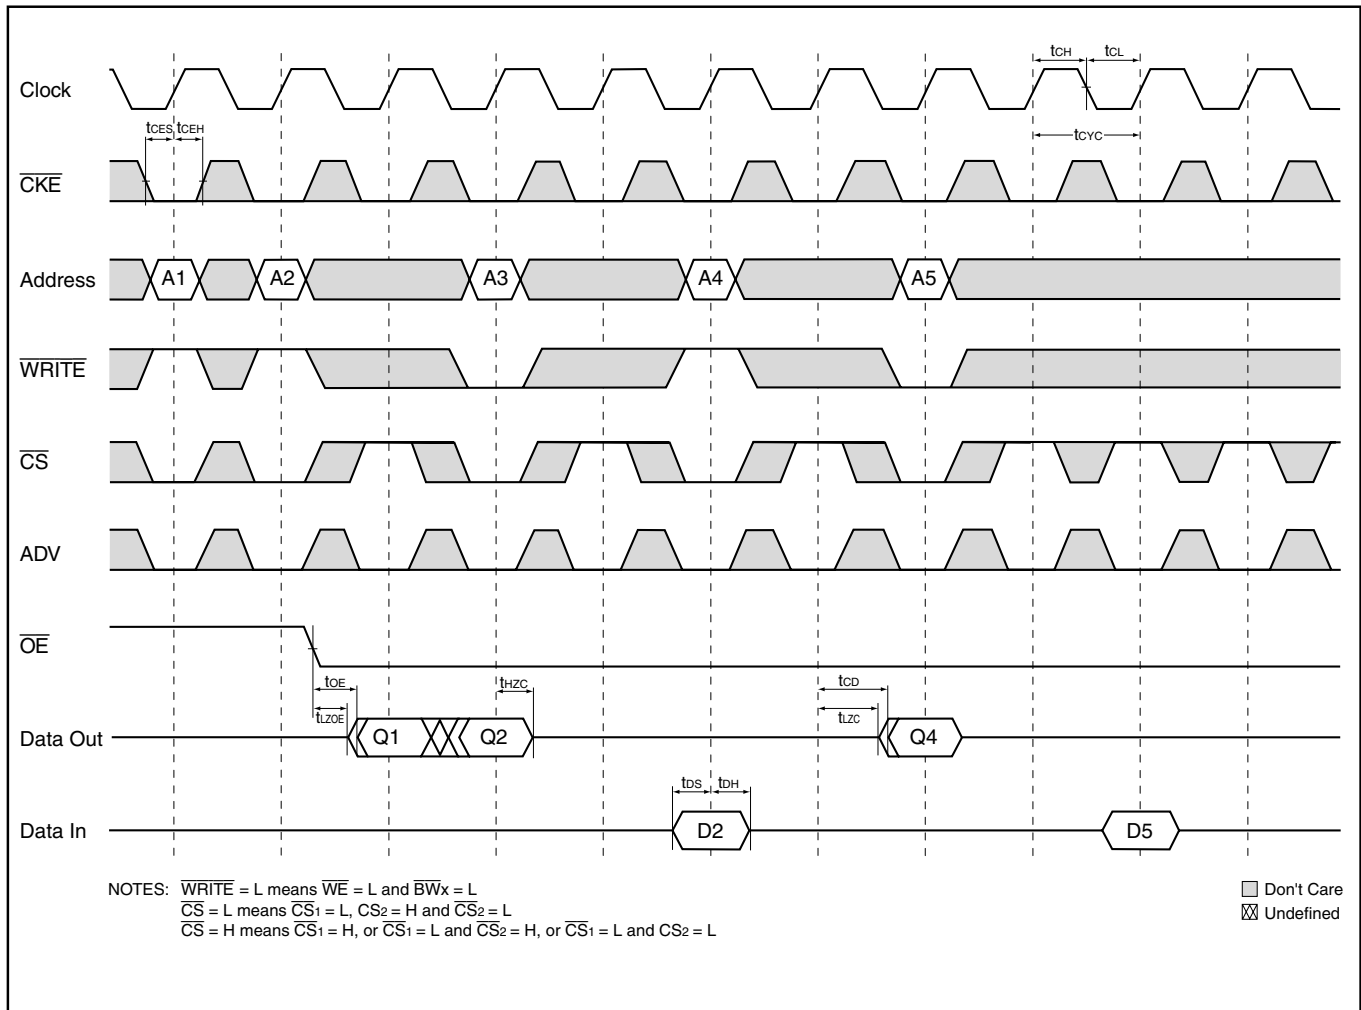 tCH tCL
Clock
tCES tCEH
tCYC
CKE
Address A1 A2 A3 A4 A5
WRITE
CS
ADV
OE
tOE tHZC tCD
tLZOE tLZC
Data Out Q1 Q2 Q4
tDS tDH
Data In D2 D5
NOTES: WRITE = L means WE = L and BWx = L
CS = L means CS1 = L, CS2 = H and CS2 = L
CS = H means CS1 = H, or CS1 = L and CS2 = H, or CS1 = L and CS2 = L
Don't Care
Undefined